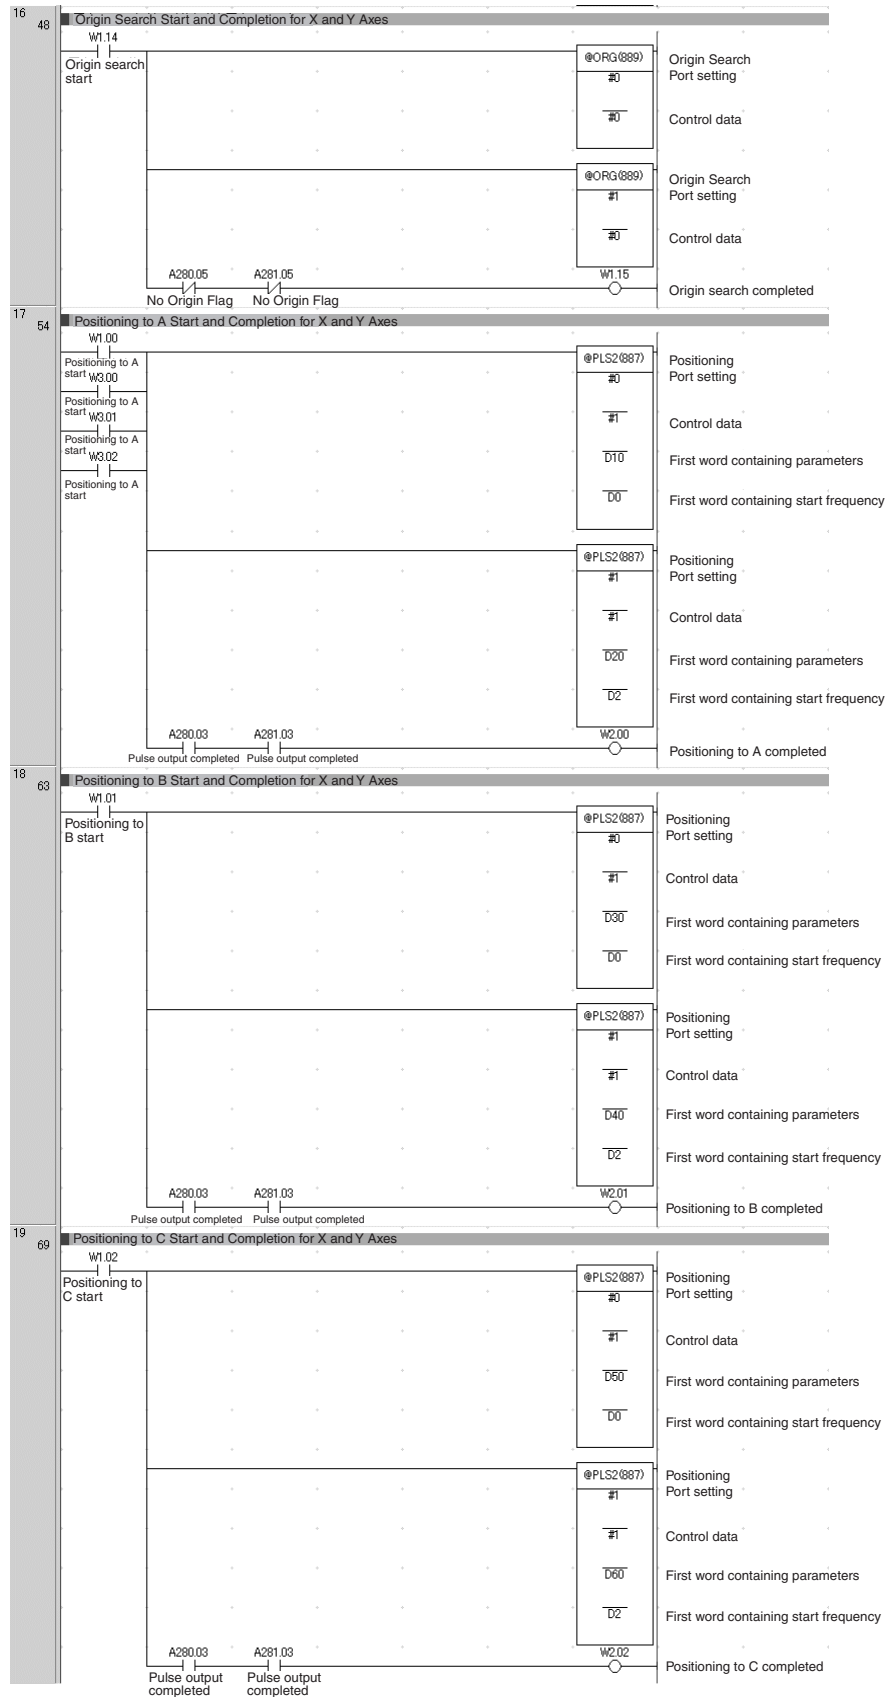 16
48
Origin Search Start and Completion for X and Y Axes
W1.14
Origin search
start
@ORG(889)
Origin Search
#0
Port setting
#0
Control data
@ORG(889)
Origin Search
#1
Port setting
#0
Control data
A280.05
A281.05
W1.15
No Origin Flag
No Origin Flag
Origin search completed
17
54
Positioning to A Start and Completion for X and Y Axes
W1.00
Positioning to A
start
W3.00
Positioning to A
start
W3.01
Positioning to A
start
W3.02
Positioning to A
start
@PLS2(887)
Positioning
#0
Port setting
#1
Control data
D10
First word containing parameters
D0
First word containing start frequency
@PLS2(887)
Positioning
#1
Port setting
#1
Control data
D20
First word containing parameters
D2
First word containing start frequency
A280.03
A281.03
W2.00
Pulse output completed
Pulse output completed
Positioning to A completed
18
63
Positioning to B Start and Completion for X and Y Axes
W1.01
Positioning to
B start
@PLS2(887)
Positioning
#0
Port setting
#1
Control data
D30
First word containing parameters
D0
First word containing start frequency
@PLS2(887)
Positioning
#1
Port setting
#1
Control data
D40
First word containing parameters
D2
First word containing start frequency
A280.03
A281.03
W2.01
Pulse output completed
Pulse output completed
Positioning to B completed
19
69
Positioning to C Start and Completion for X and Y Axes
W1.02
Positioning to
C start
@PLS2(887)
Positioning
#0
Port setting
#1
Control data
D50
First word containing parameters
D0
First word containing start frequency
@PLS2(887)
Positioning
#1
Port setting
#1
Control data
D60
First word containing parameters
D2
First word containing start frequency
A280.03
A281.03
W2.02
Pulse output
completed
Pulse output
completed
Positioning to C completed